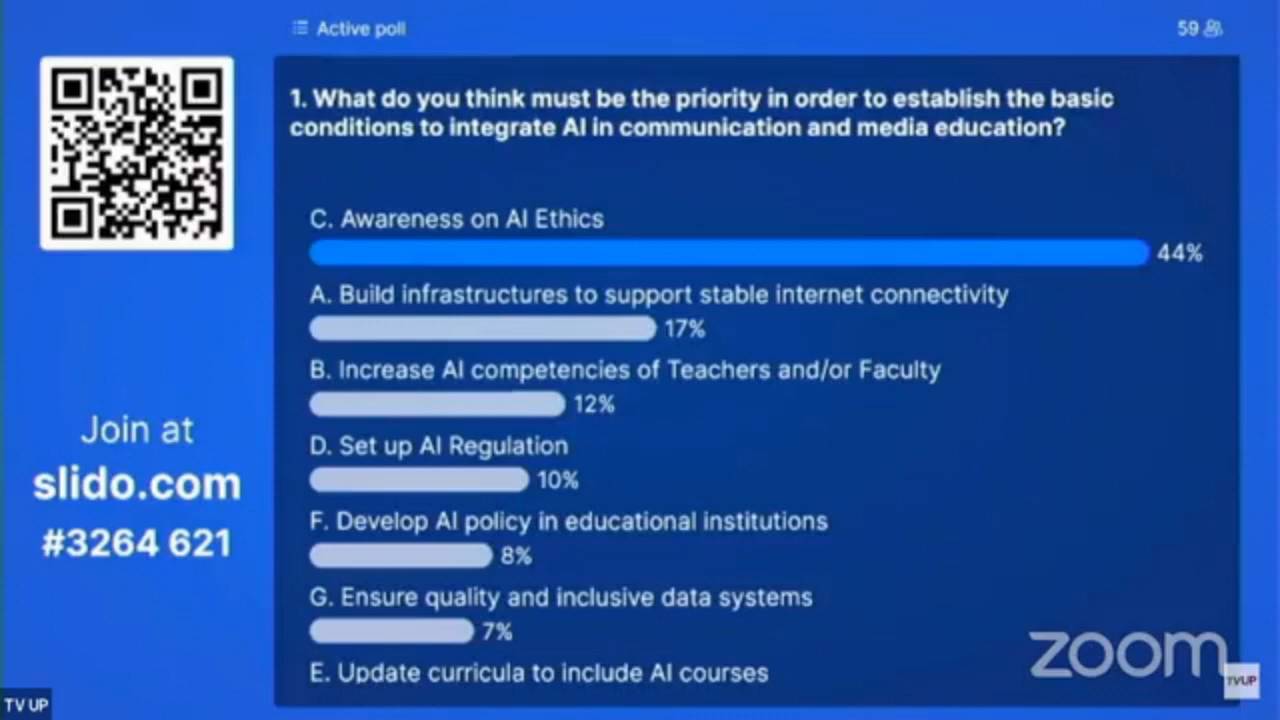 Active poll
59
1. What do you think must be the priority in order to establish the basic
conditions to integrate AI in communication and media education?
C. Awareness on AI Ethics
44%
A. Build infrastructures to support stable internet connectivity
17%
B. Increase AI competencies of Teachers and/or Faculty
12%
D. Set up AI Regulation
10%
F. Develop AI policy in educational institutions
8%
G. Ensure quality and inclusive data systems
7%
E. Update curricula to include AI courses
Join at
slido.com
#3264 621
zoom
TVUP
TV UP